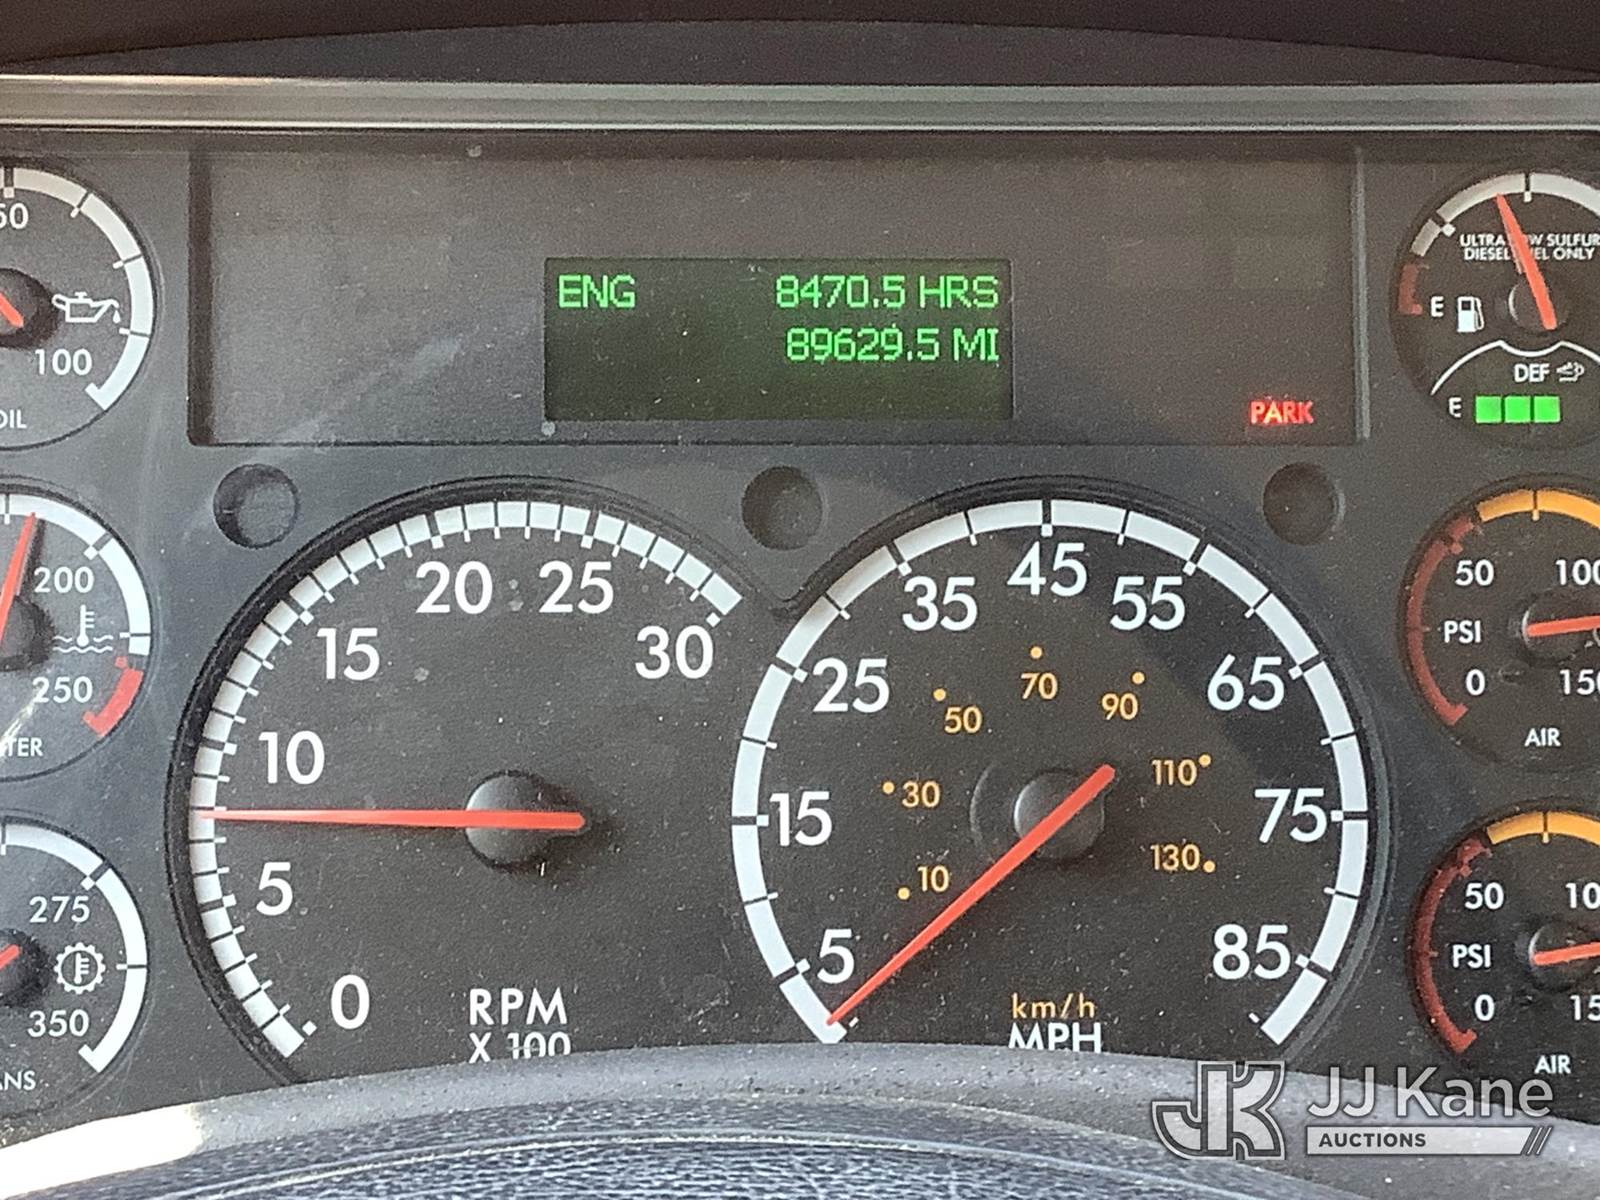 50
100
OIL
200
250
275
350
ENG 8470.5 HRS
89629.5 MI
PARK
ULTRA LOW SULFUR
DIESEL FUEL ONLY
E
DEF
E
0
5
10
15
20
25
30
RPM
X 100
5
15
25
35
45
55
65
75
85
10
30
50
70
90
110
130
km/h
MPH
50
100
PSI
0
150
AIR
50
PSI
0
AIR
JK JJ Kane
AUCTIONS